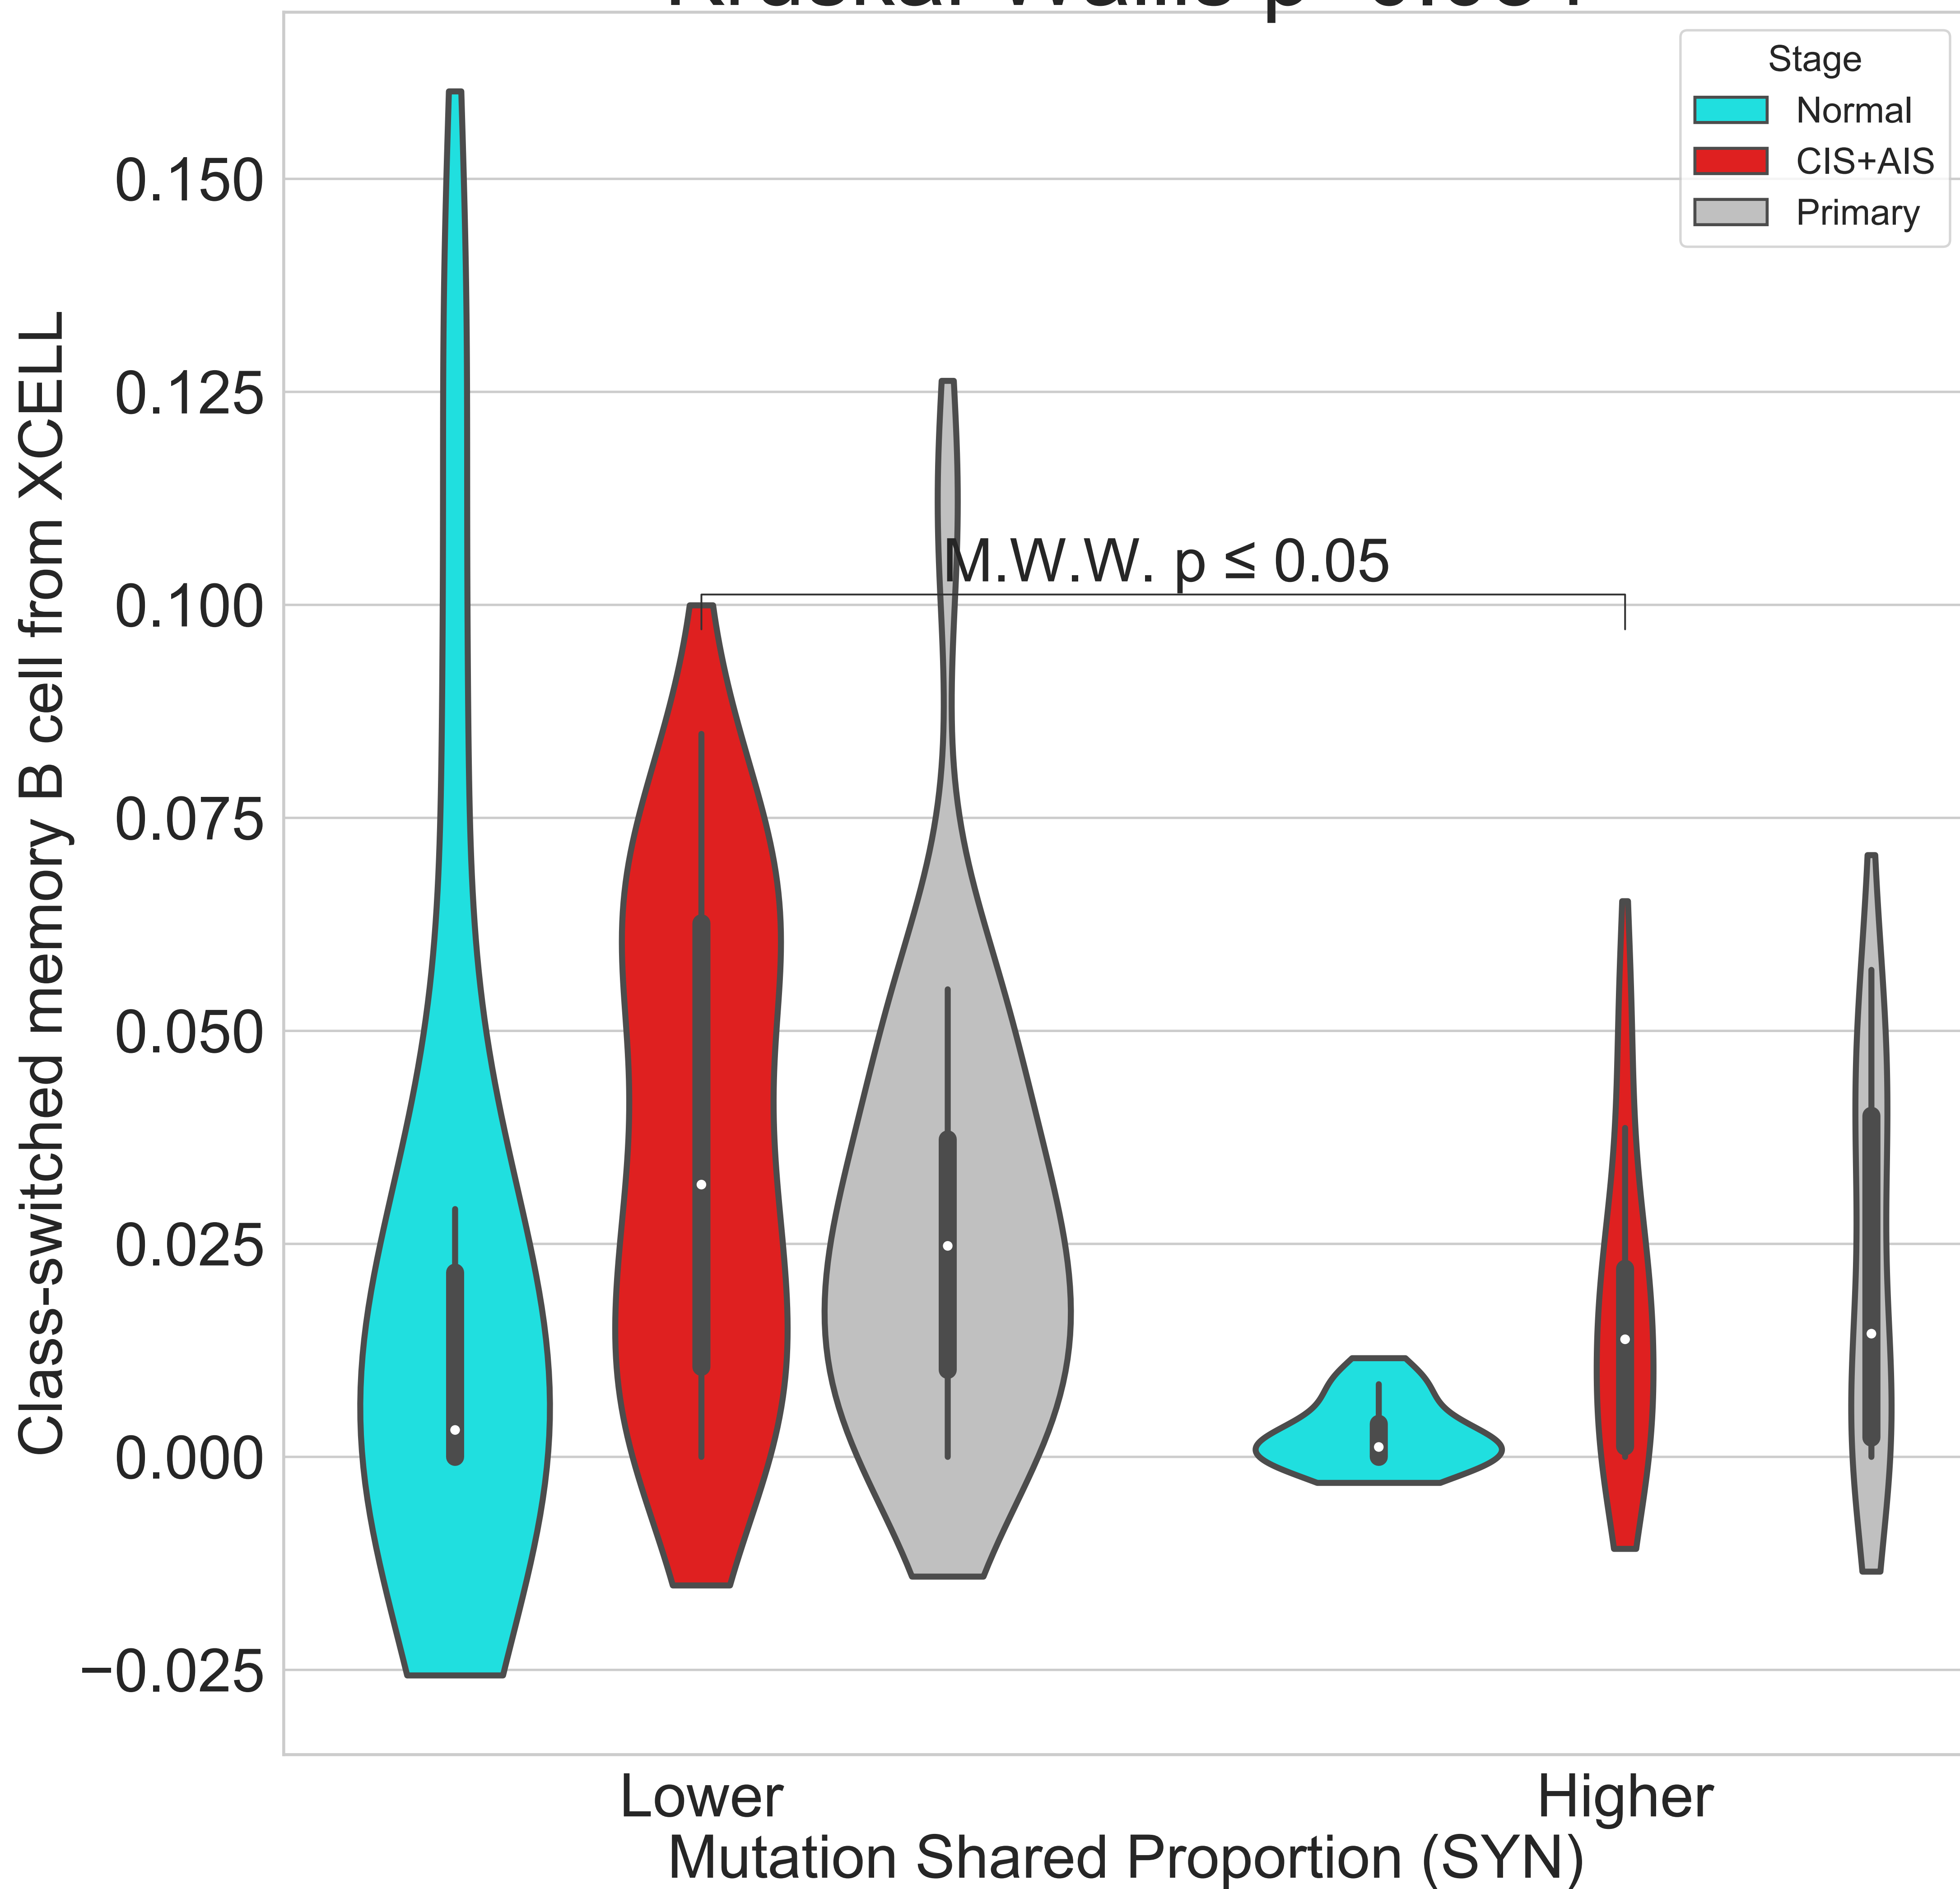 Stage
Normal
CIS+AIS
Primary
Class-switched memory B cell from XCELL
0.150
0.125
0.100
0.075
0.050
0.025
0.000
−0.025
M.W.W. p ≤ 0.05
Lower
Higher
Mutation Shared Proportion (SYN)